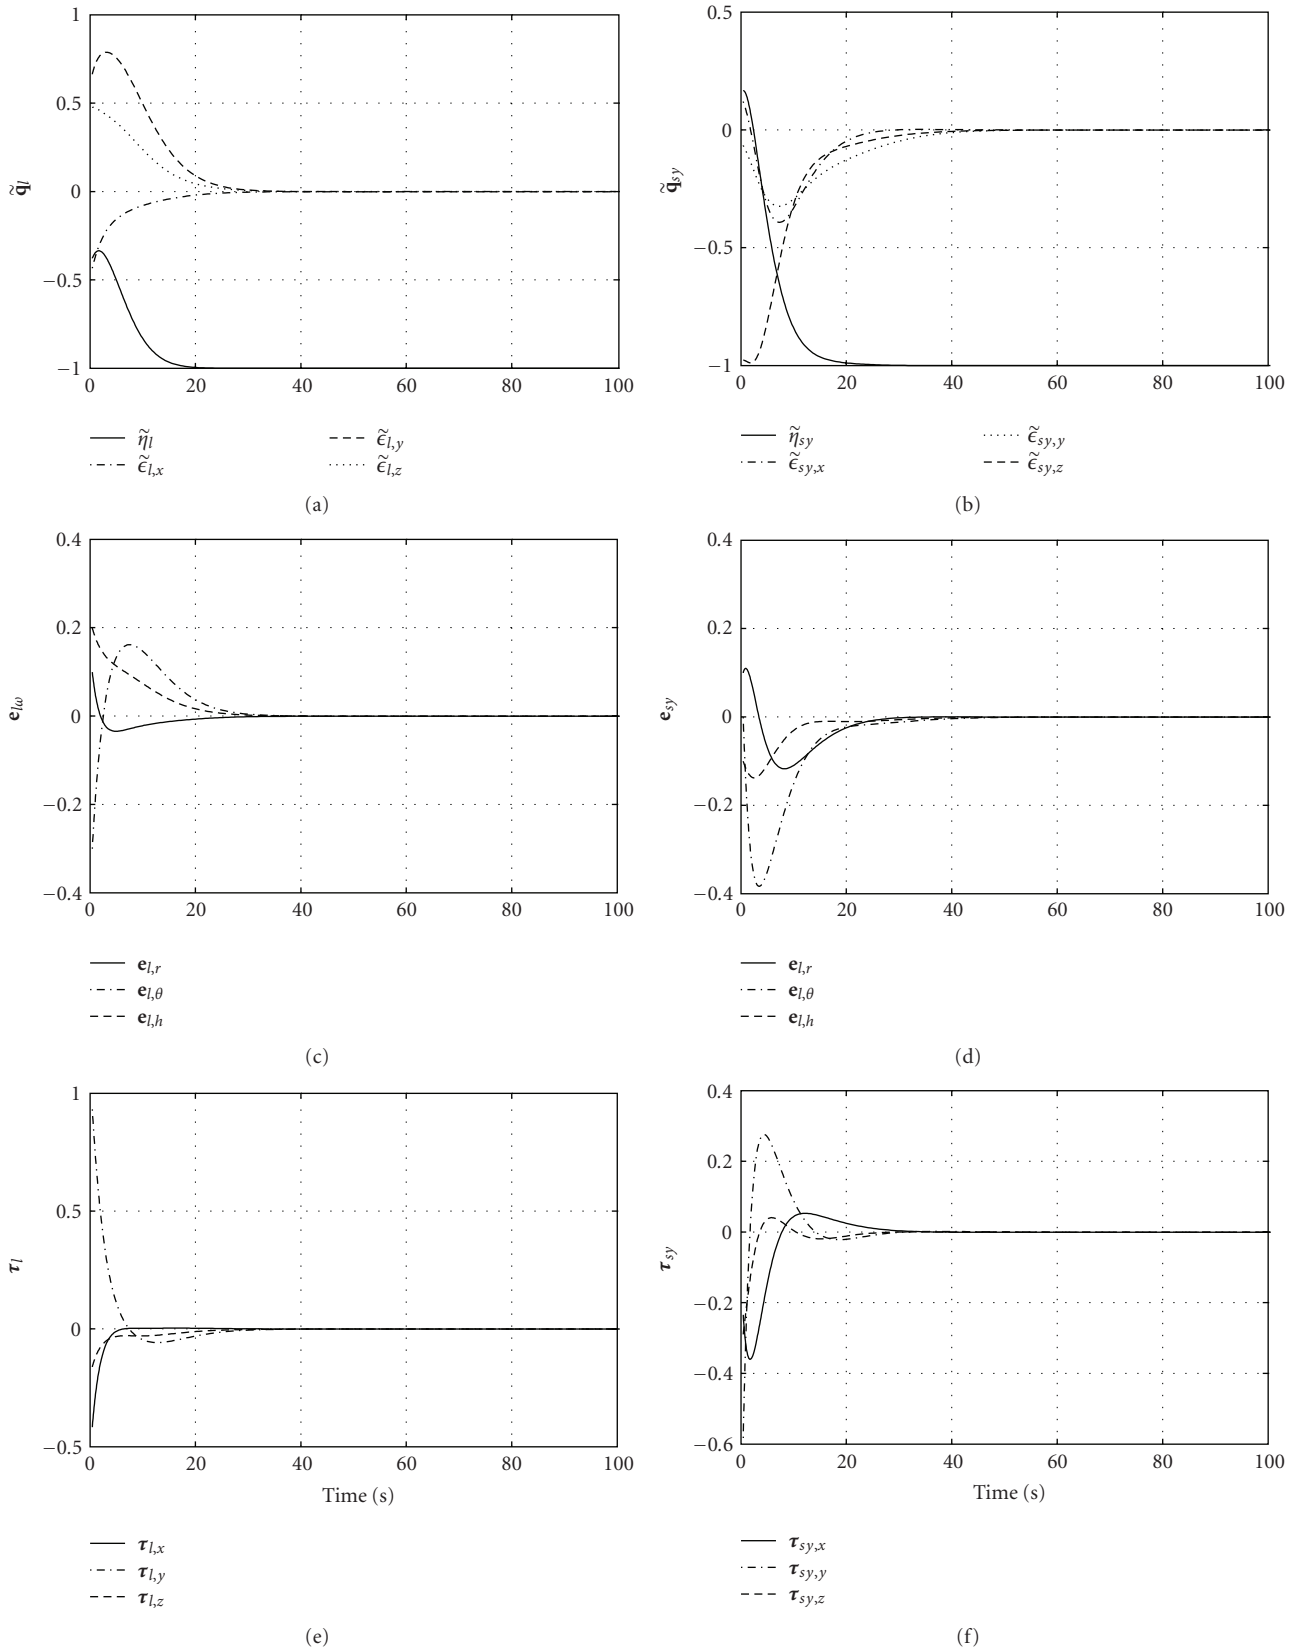 1
0.5
0
−0.5
−1
q̃l
0 20 40 60 80 100
η̃l
ϵ̃l,x
ϵ̃l,y
ϵ̃l,z
(a)
0.5
0
−0.5
−1
q̃sy
0 20 40 60 80 100
η̃sy
ϵ̃sy,x
ϵ̃sy,y
ϵ̃sy,z
(b)
0.4
0.2
0
−0.2
−0.4
elω
0 20 40 60 80 100
el,r
el,θ
el,h
(c)
0.4
0.2
0
−0.2
−0.4
esy
0 20 40 60 80 100
el,r
el,θ
el,h
(d)
1
0.5
0
−0.5
τl
0 20 40 60 80 100
Time (s)
τl,x
τl,y
τl,z
(e)
0.4
0.2
0
−0.2
−0.4
−0.6
τsy
0 20 40 60 80 100
Time (s)
τsy,x
τsy,y
τsy,z
(f)